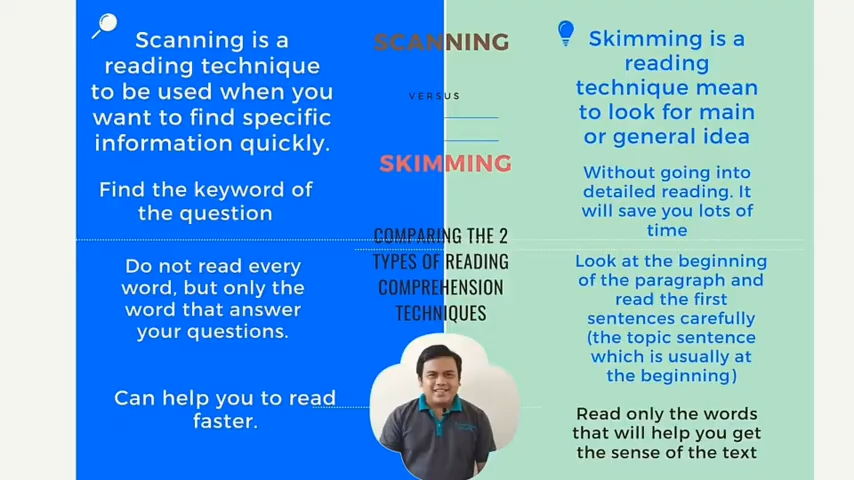 Scanning is a
reading technique
to be used when you
want to find specific
information quickly.
Find the keyword of
the question
Do not read every
word, but only the
word that answer
your questions.
Can help you to read
faster.
SCANNING
VERSUS
SKIMMING
COMPARING THE 2
TYPES OF READING
COMPREHENSION
TECHNIQUES
Skimming is a
reading
technique mean
to look for main
or general idea
Without going into
detailed reading. It
will save you lots of
time
Look at the beginning
of the paragraph and
read the first
sentences carefully
(the topic sentence
which is usually at
the beginning)
Read only the words
that will help you get
the sense of the text